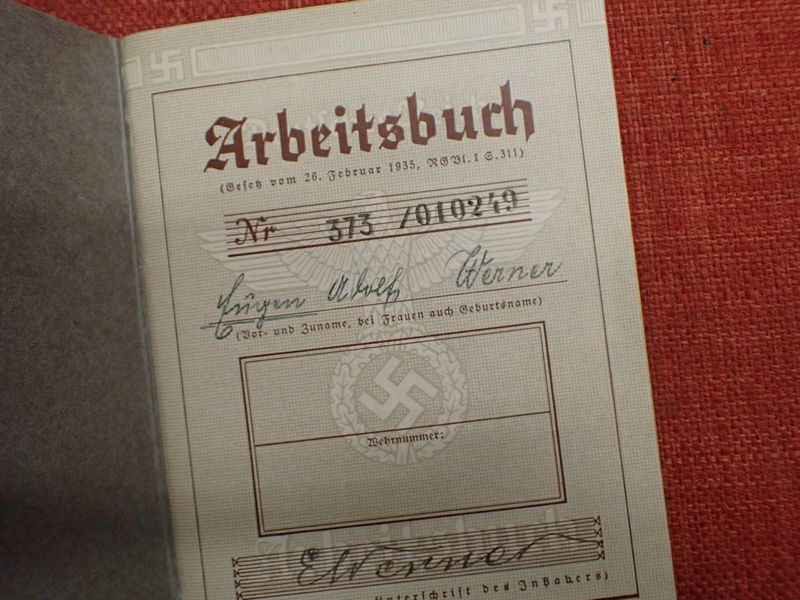 Arbeitsbuch
(Gesetz vom 26. Februar 1935, RGBl. I S.311)
Nr 373 /010249
Eugen Adolf Werner
(Vor- und Zuname, bei Frauen auch Geburtsname)
Wehrnummer:
EWerner
Unterschrift des Inhabers)